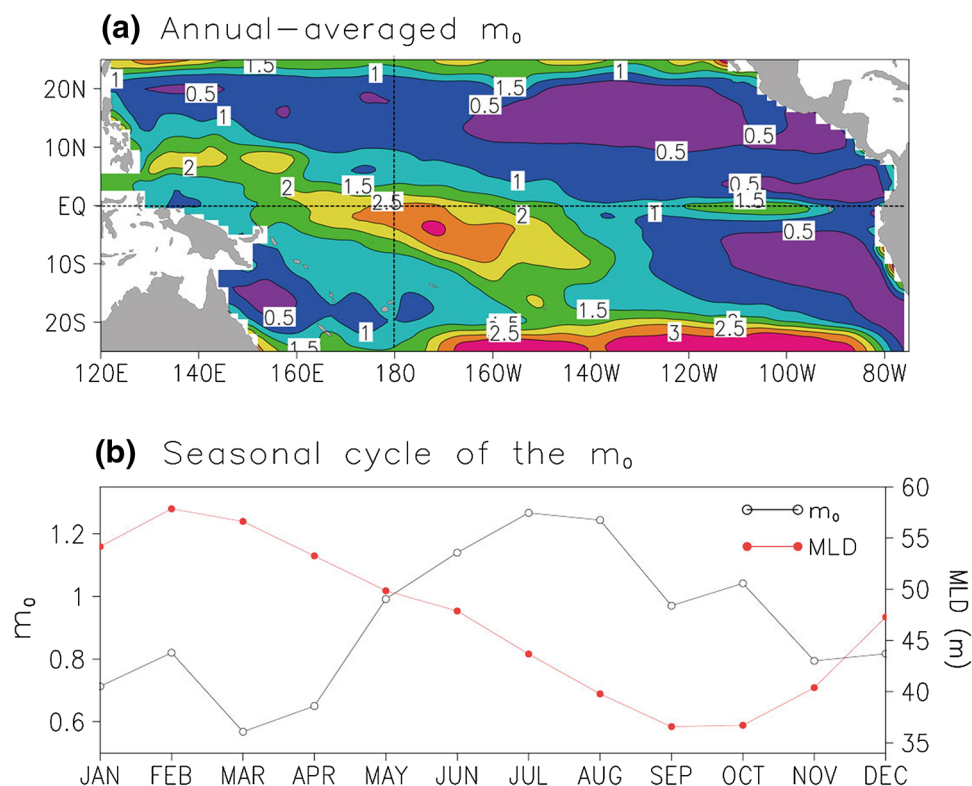 (a) Annual–averaged m₀
1.5
1 1 1
20N 0.5 1.5
0.5
1 0.5
10N 0.5
2
2 1.5 1 0.5
2.5 1.5
EQ 2 1
0.5
10S
0.5 1.5
20S 1 2.5 2.5
1.5 3
120E 140E 160E 180 160W 140W 120W 100W 80W
(b) Seasonal cycle of the m₀
60
1.2 m₀ 55
MLD
1 50
m₀ MLD (m)
45
0.8
40
0.6
35
JAN FEB MAR APR MAY JUN JUL AUG SEP OCT NOV DEC